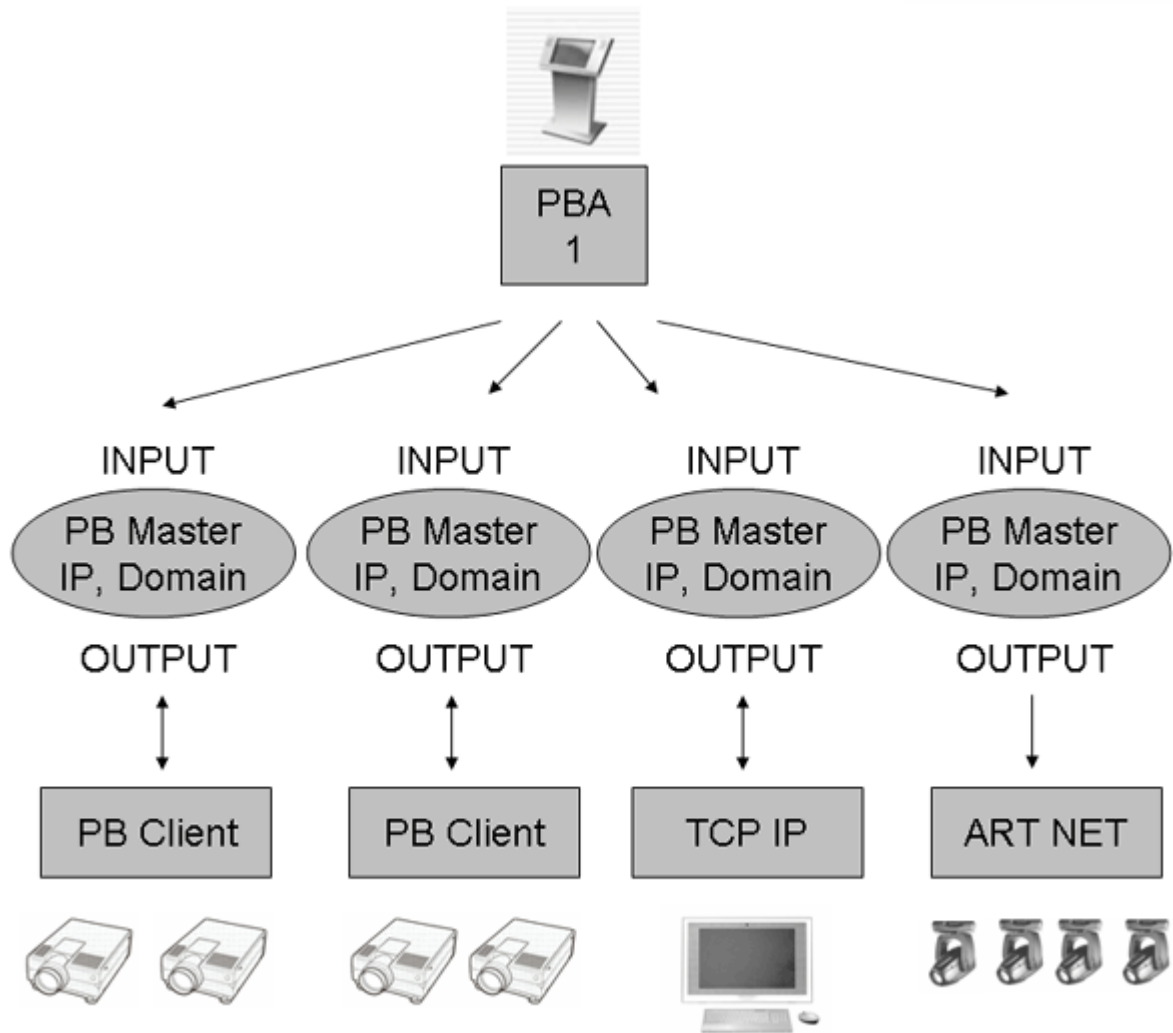 PBA
1
INPUT INPUT INPUT INPUT
PB Master PB Master PB Master PB Master
IP, Domain IP, Domain IP, Domain IP, Domain
OUTPUT OUTPUT OUTPUT OUTPUT
PB Client PB Client TCP IP ART NET